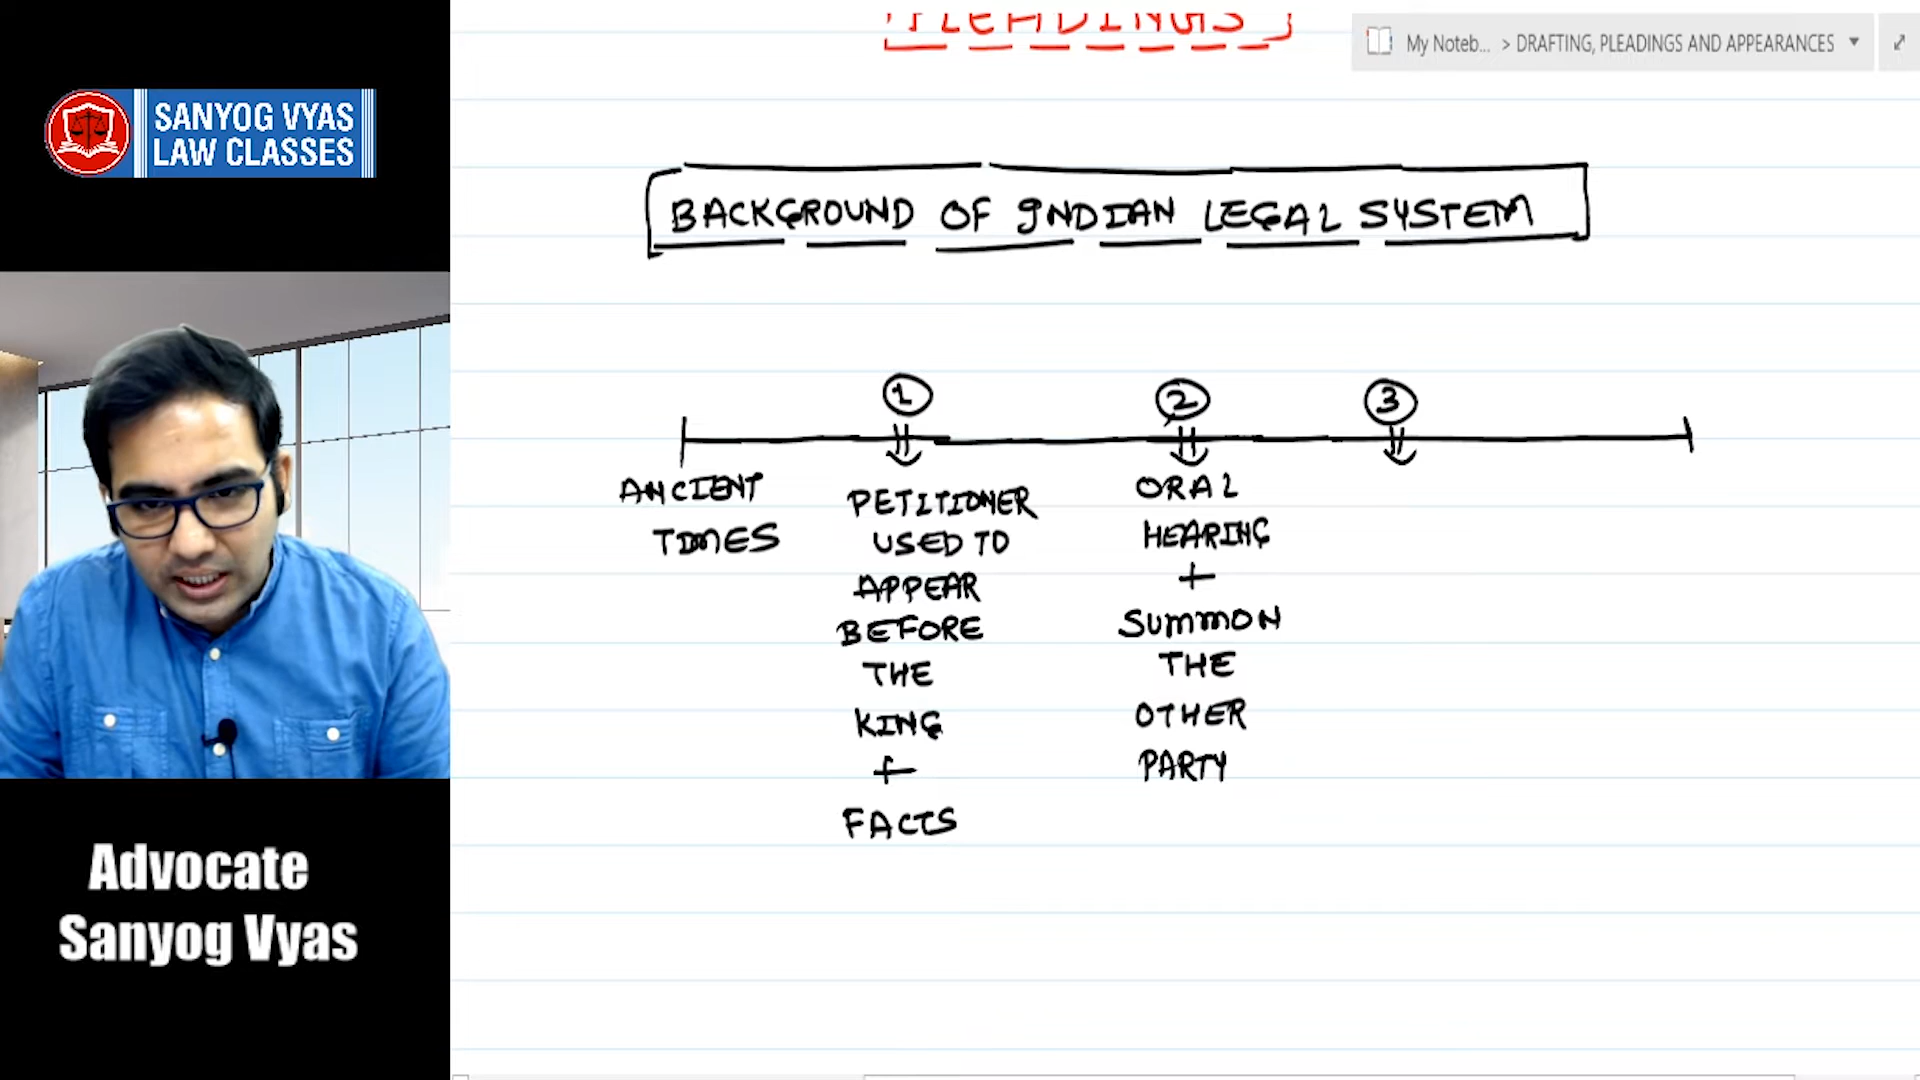 PLEADINGS
My Noteb... > DRAFTING, PLEADINGS AND APPEARANCES
SANYOG VYAS
LAW CLASSES
BACKGROUND OF INDIAN LEGAL SYSTEM
1
2
3
ANCIENT
TIMES
PETITIONER
USED TO
APPEAR
BEFORE
THE
KING
+
FACTS
ORAL
HEARING
+
SUMMON
THE
OTHER
PARTY
Advocate
Sanyog Vyas